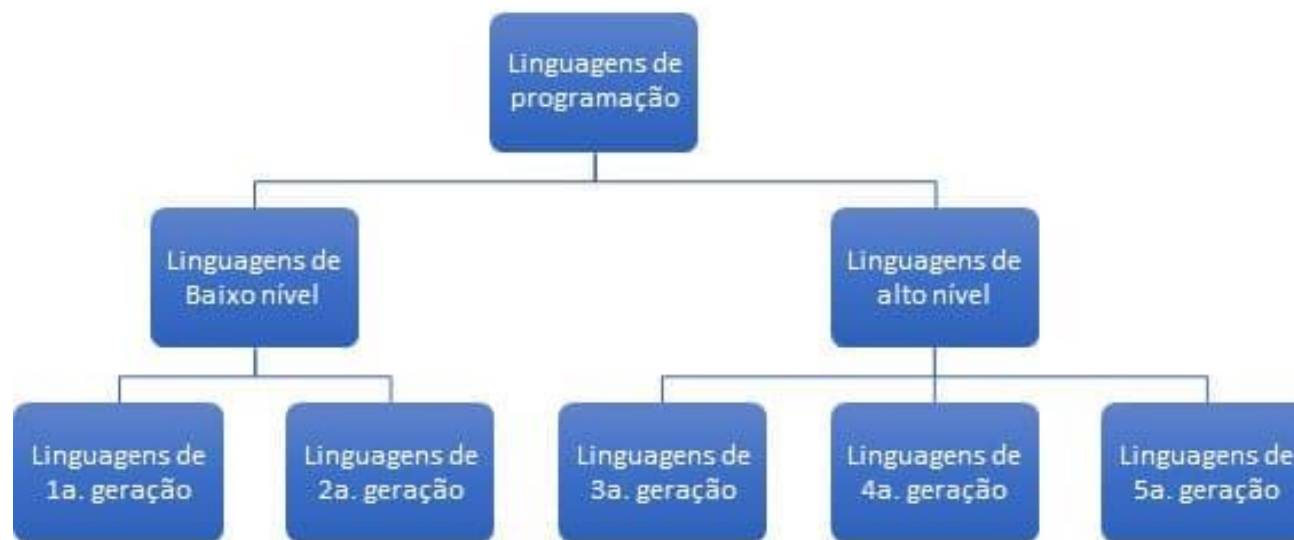 Linguagens de
programação
Linguagens de
Baixo nível
Linguagens de
alto nível
Linguagens de
1a. geração
Linguagens de
2a. geração
Linguagens de
3a. geração
Linguagens de
4a. geração
Linguagens de
5a. geração